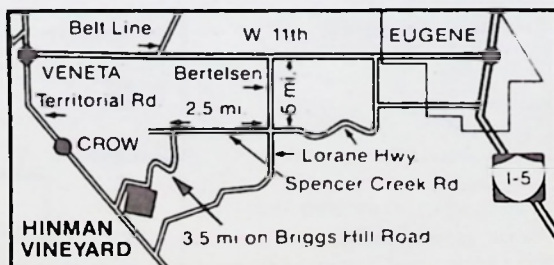 Belt Line
W 11th
EUGENE
VENETA
Bertelsen
5 mi.
Territorial Rd
2.5 mi.
CROW
Lorane Hwy
Spencer Creek Rd
I-5
HINMAN
VINEYARD
3.5 mi on Briggs Hill Road